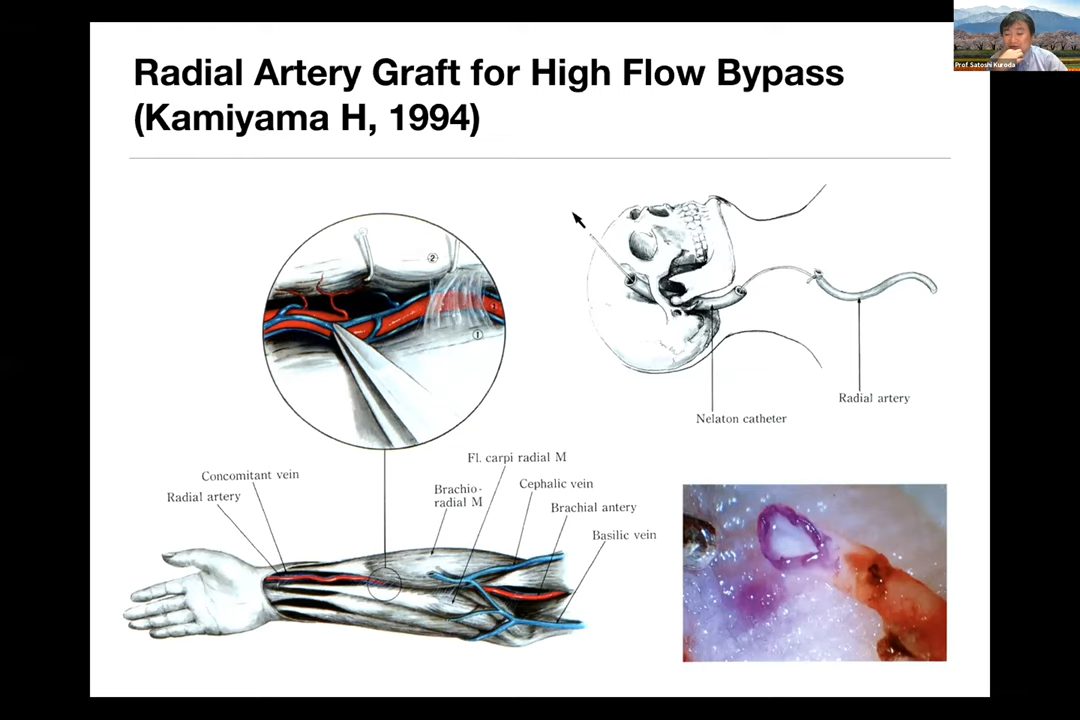 Prof Satoshi Kuroda
Radial Artery Graft for High Flow Bypass
(Kamiyama H, 1994)
②
①
Radial artery
Nelaton catheter
Fl. carpi radial M
Concomitant vein
Cephalic vein
Radial artery
Brachio-
radial M
Brachial antery
Basilic vein